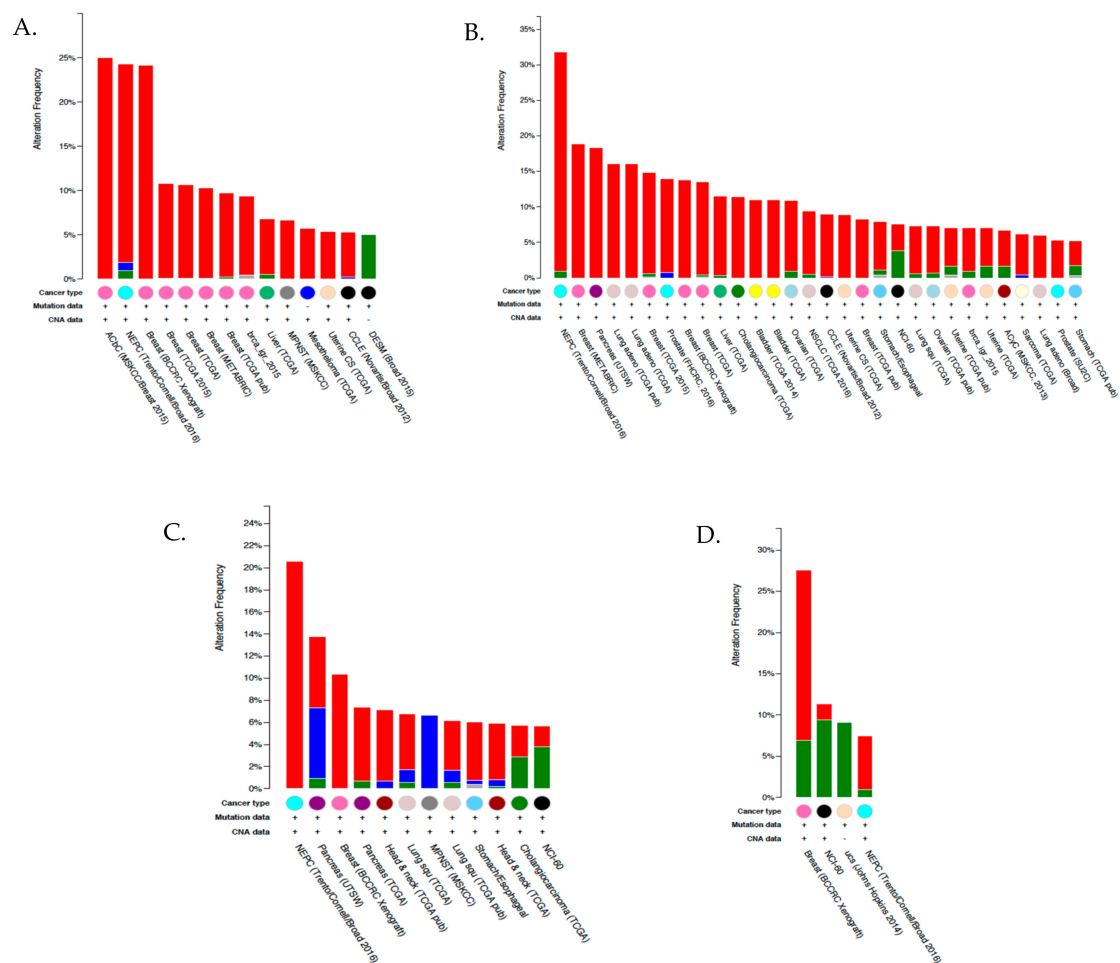 A.
Alteration Frequency
25%
20%
15%
10%
5%
0%
Cancer type
Mutation data + + + + + + + + + + - + + +
CNA data + + + + + + + + + + + + + -
ACbC (MSKCC/Breast 2015)
NEPC (Trento/Cornell/Broad 2016)
Breast (BCCRC Xenograft)
Breast (TCGA 2015)
Breast (TCGA)
Breast (METABRIC)
Breast (TCGA pub)
brca_igr_2015
Liver (TCGA)
MPNST (MSKCC)
Mesothelioma (TCGA)
Uterine CS (TCGA)
CCLE (Novartis/Broad 2012)
DESM (Broad 2015)
B.
Alteration Frequency
35%
30%
25%
20%
15%
10%
5%
0%
Cancer type
Mutation data + + + + + + + + + + + + + + + + + + + + + + + + + + + + + +
CNA data + + + + + + + + + + + + + + + + + + + + + + + + + + + + + +
NEPC (Trento/Cornell/Broad 2016)
Breast (METABRIC)
Pancreas (UTSW)
Lung adeno (TCGA pub)
Lung adeno (TCGA)
Breast (TCGA 2015)
Prostate (FHCRC, 2016)
Breast (BCCRC Xenograft)
Breast (TCGA)
Liver (TCGA)
Cholangiocarcinoma (TCGA)
Bladder (TCGA 2014)
Bladder (TCGA)
Ovarian (TCGA)
NSCLC (TCGA 2016)
CCLE (Novartis/Broad 2012)
Uterine CS (TCGA)
Breast (TCGA pub)
Stomach/Esophageal
NCI-60
Lung squ (TCGA)
Ovarian (TCGA pub)
Uterine (TCGA pub)
brca_igr_2015
Uterine (TCGA)
ACyC (MSKCC, 2013)
Sarcoma (TCGA)
Lung adeno (Broad)
Prostate (SU2C)
Stomach (TCGA pub)
C.
Alteration Frequency
24%
22%
20%
18%
16%
14%
12%
10%
8%
6%
4%
2%
0%
Cancer type
Mutation data + + + + + + + + + + + +
CNA data + + + + + + + + + + + +
NEPC (Trento/Cornell/Broad 2016)
Pancreas (UTSW)
Breast (BCCRC Xenograft)
Pancreas (TCGA)
Head & neck (TCGA pub)
Lung squ (TCGA)
MPNST (MSKCC)
Lung squ (TCGA pub)
Stomach/Esophageal
Head & neck (TCGA)
Cholangiocarcinoma (TCGA)
NCI-60
D.
Alteration Frequency
30%
25%
20%
15%
10%
5%
0%
Cancer type
Mutation data + + + +
CNA data + + - +
Breast (BCCRC Xenograft)
NCI-60
ucs (Johns Hopkins 2014)
NEPC (Trento/Cornell/Broad 2016)